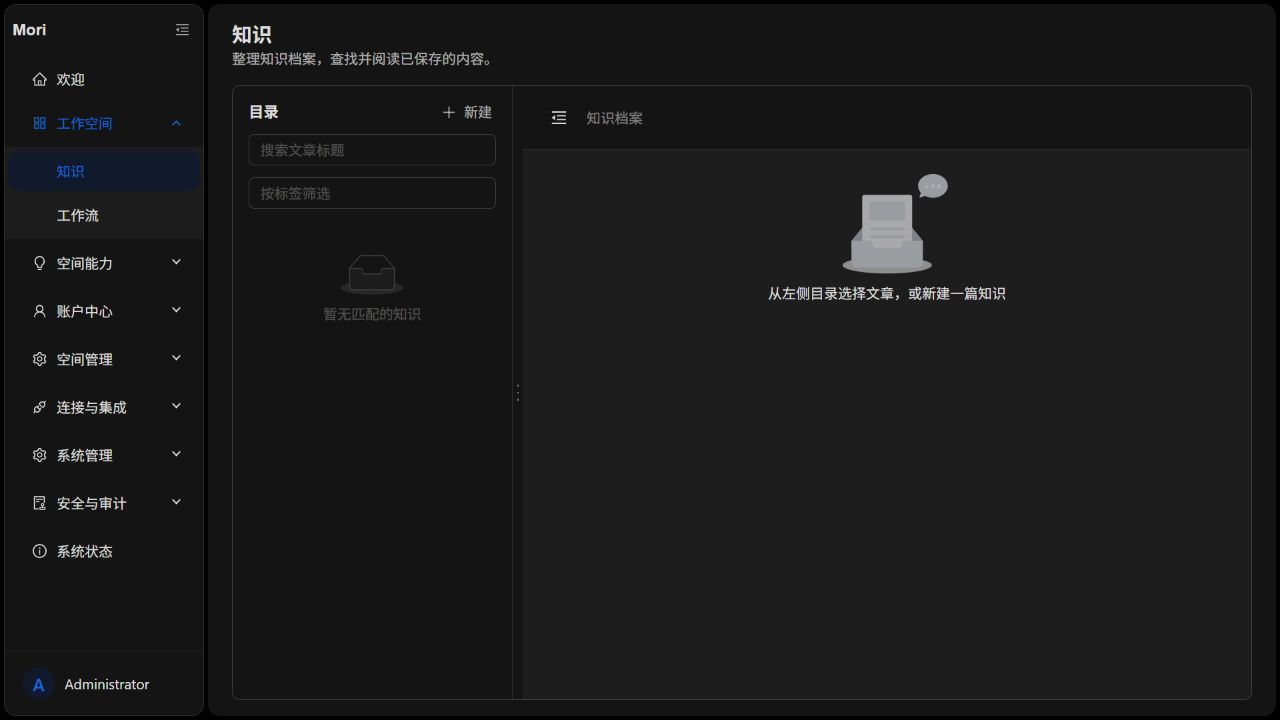 Mori
欢迎
工作空间
知识
工作流
空间能力
账户中心
空间管理
连接与集成
系统管理
安全与审计
系统状态
A
Administrator
知识
整理知识档案，查找并阅读已保存的内容。
目录
新建
搜索文章标题
按标签筛选
暂无匹配的知识
知识档案
从左侧目录选择文章，或新建一篇知识